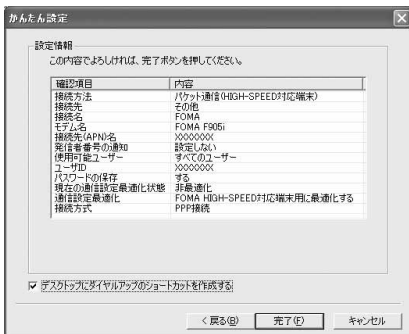 かんたん設定
設定情報
この内容でよろしければ、完了ボタンを押してください。
確認項目 内容
接続方法 パケット通信(HIGH-SPEED対応端末)
接続先 その他
接続名 FOMA
モデム名 FOMA F905i
接続先(APN)名 XXXXXXX
発信者番号の通知 設定しない
使用可能ユーザー すべてのユーザー
ユーザID XXXXXXX
パスワードの保存 する
現在の通信設定最適化状態 非最適化
通信設定最適化 FOMA HIGH-SPEED対応端末用に最適化する
接続方式 PPP接続
デスクトップにダイヤルアップのショートカットを作成する
< 戻る(B) 完了(F) キャンセル